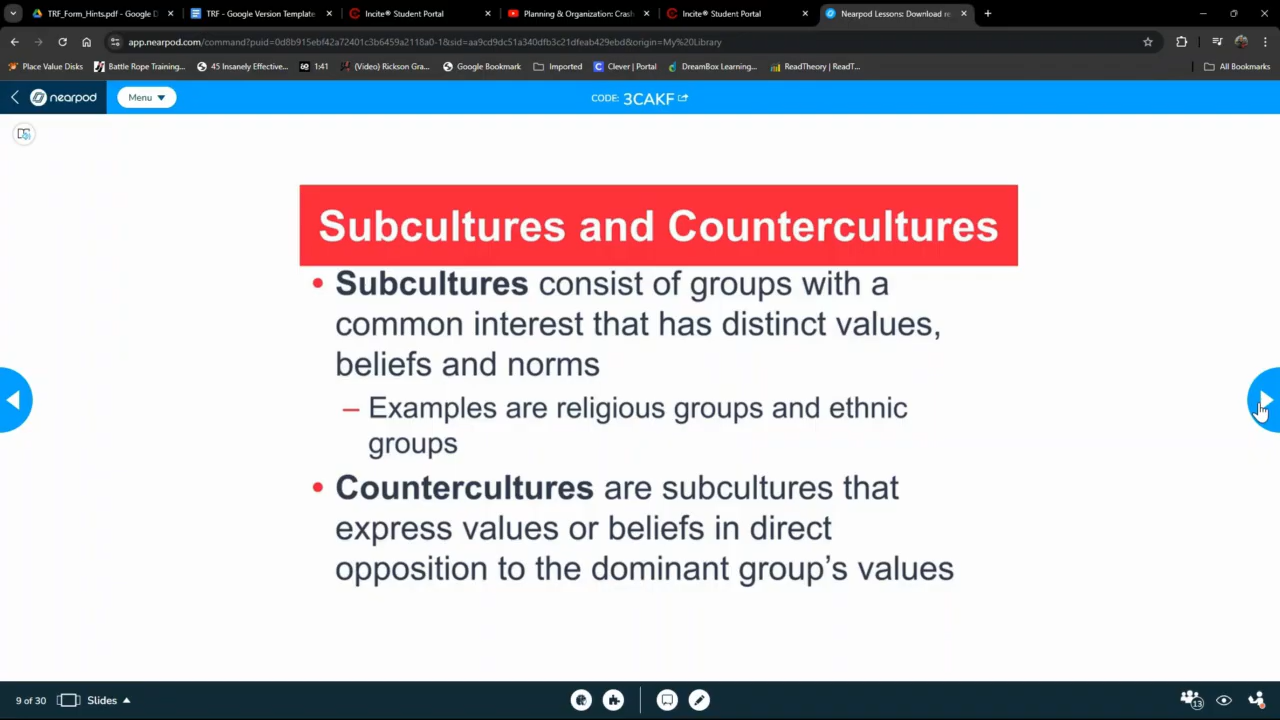 TRF_Form_Hints.pdf - Google D
TRF - Google Version Template
Incite® Student Portal
Planning & Organization: Crash
Incite® Student Portal
Nearpod Lessons: Download re
app.nearpod.com/command?puid=0d8b915ebf42a72401c3b6459a2118a0-1&sid=aa9cd9dc51a340dfb3c21dfeab429ebd&origin=My%20Library
Place Value Disks
Battle Rope Training...
45 Insanely Effective...
1:41
(Video) Rickson Gra...
Google Bookmark
Imported
Clever | Portal
DreamBox Learning...
ReadTheory | ReadT...
All Bookmarks
nearpod
Menu
CODE: 3CAKF
Subcultures and Countercultures
• Subcultures consist of groups with a
common interest that has distinct values,
beliefs and norms
– Examples are religious groups and ethnic
groups
• Countercultures are subcultures that
express values or beliefs in direct
opposition to the dominant group's values
9 of 30
Slides
13